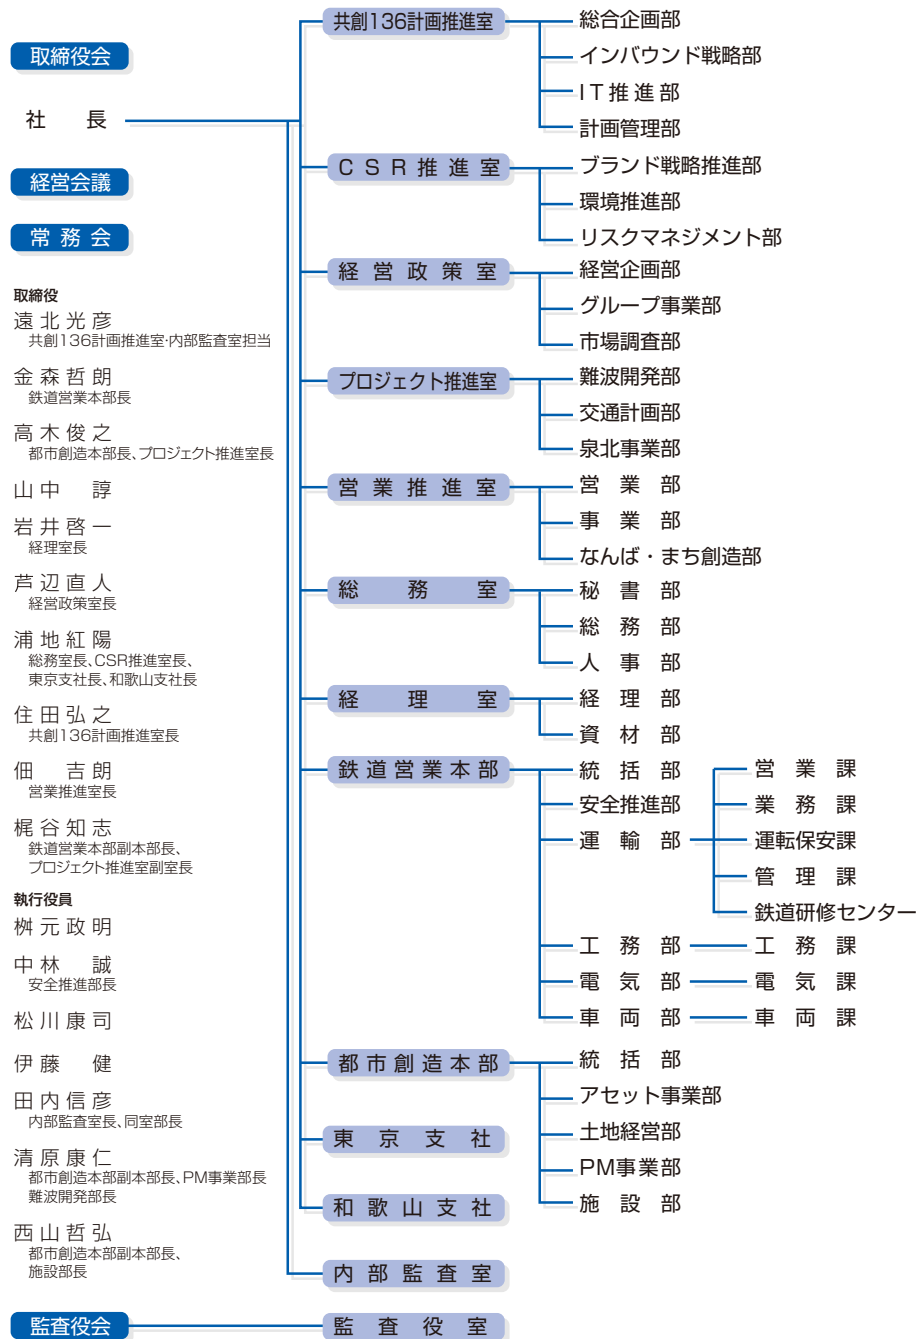 取締役会
社長
経営会議
常務会
取締役
遠北光彦
共創136計画推進室・内部監査室担当
金森哲朗
鉄道営業本部長
高木俊之
都市創造本部長、プロジェクト推進室長
山中 諄
岩井啓一
経理室長
芦辺直人
経営政策室長
浦地紅陽
総務室長、CSR推進室長、
東京支社長、和歌山支社長
住田弘之
共創136計画推進室長
佃 吉朗
営業推進室長
梶谷知志
鉄道営業本部副本部長、
プロジェクト推進室副室長
執行役員
桝元政明
中林 誠
安全推進部長
松川康司
伊藤 健
田内信彦
内部監査室長、同室部長
清原康仁
都市創造本部副本部長、PM事業部長
難波開発部長
西山哲弘
都市創造本部副本部長、
施設部長
監査役会
共創136計画推進室
総合企画部
インバウンド戦略部
IT推進部
計画管理部
CSR推進室
ブランド戦略推進部
環境推進部
リスクマネジメント部
経営政策室
経営企画部
グループ事業部
市場調査部
プロジェクト推進室
難波開発部
交通計画部
泉北事業部
営業推進室
営業部
事業部
なんば・まち創造部
総務室
秘書部
総務部
人事部
経理室
経理部
資材部
鉄道営業本部
統括部
安全推進部
運輸部
営業課
業務課
運転保安課
管理課
鉄道研修センター
工務部
工務課
電気部
電気課
車両部
車両課
都市創造本部
統括部
アセット事業部
土地経営部
PM事業部
施設部
東京支社
和歌山支社
内部監査室
監査役室